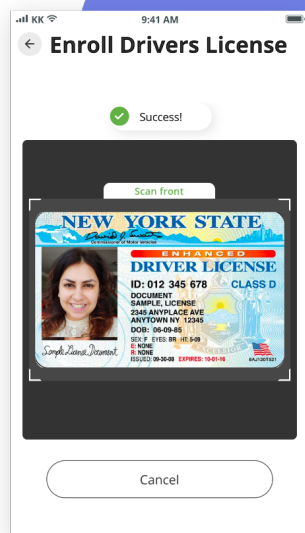 KK
9:41 AM
Enroll Drivers License
Success!
Scan front
NEW YORK STATE
Commissioner of Motor Vehicles
ENHANCED
DRIVER LICENSE
ID: 012 345 678 CLASS D
DOCUMENT
SAMPLE, LICENSE
2345 ANYPLACE AVE
ANYTOWN NY 12345
DOB: 06-09-85
SEX: F EYES: BR HT: 5-09
E: NONE
R: NONE
ISSUED: 09-30-08 EXPIRES: 10-01-16
Sample License Document
EXCELSIOR
Cancel